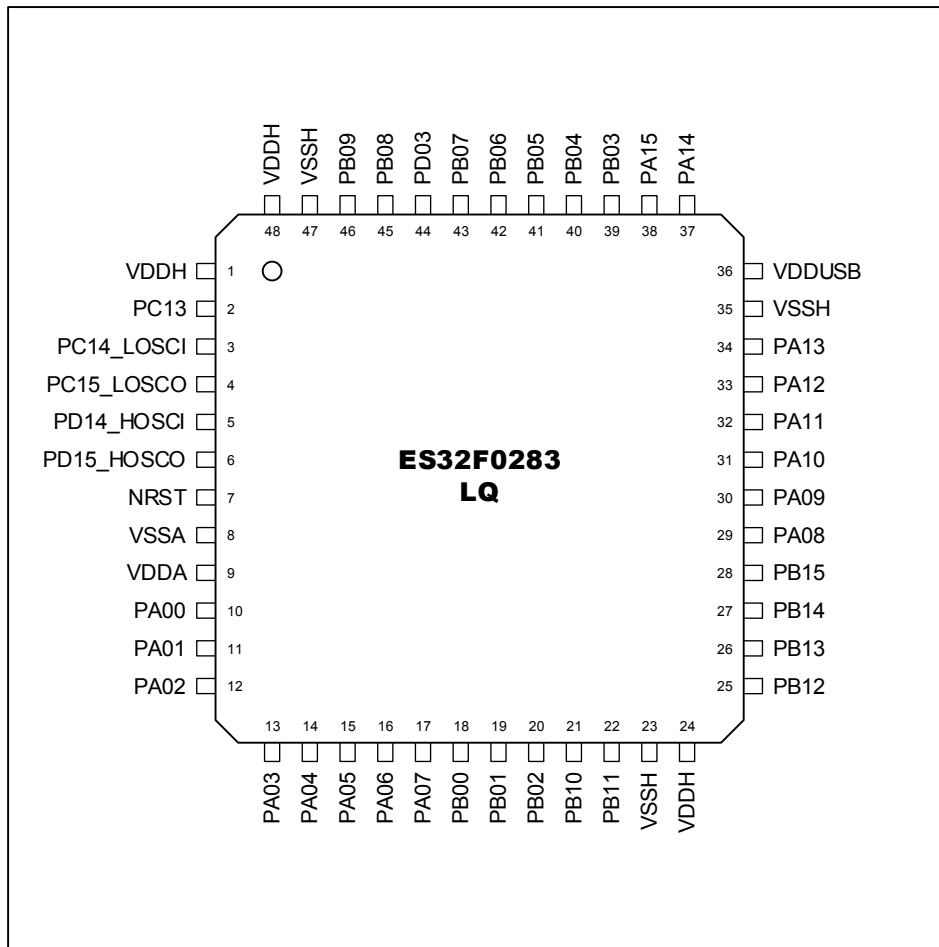 VDDH
VSSH
PB09
PB08
PD03
PB07
PB06
PB05
PB04
PB03
PA15
PA14
48 47 46 45 44 43 42 41 40 39 38 37
VDDH 1
PC13 2
PC14_LOSCI 3
PC15_LOSCO 4
PD14_HOSCI 5
PD15_HOSCO 6
NRST 7
VSSA 8
VDDA 9
PA00 10
PA01 11
PA02 12
ES32F0283
LQ
36 VDDUSB
35 VSSH
34 PA13
33 PA12
32 PA11
31 PA10
30 PA09
29 PA08
28 PB15
27 PB14
26 PB13
25 PB12
13 14 15 16 17 18 19 20 21 22 23 24
PA03
PA04
PA05
PA06
PA07
PB00
PB01
PB02
PB10
PB11
VSSH
VDDH